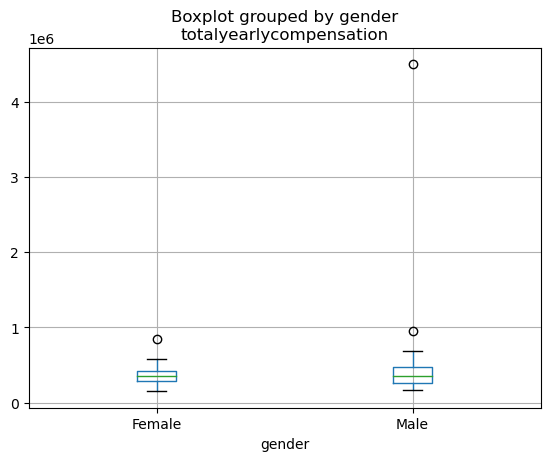 Boxplot grouped by gender
totalyearlycompensation
1e6
4
3
2
1
0
Female Male
gender